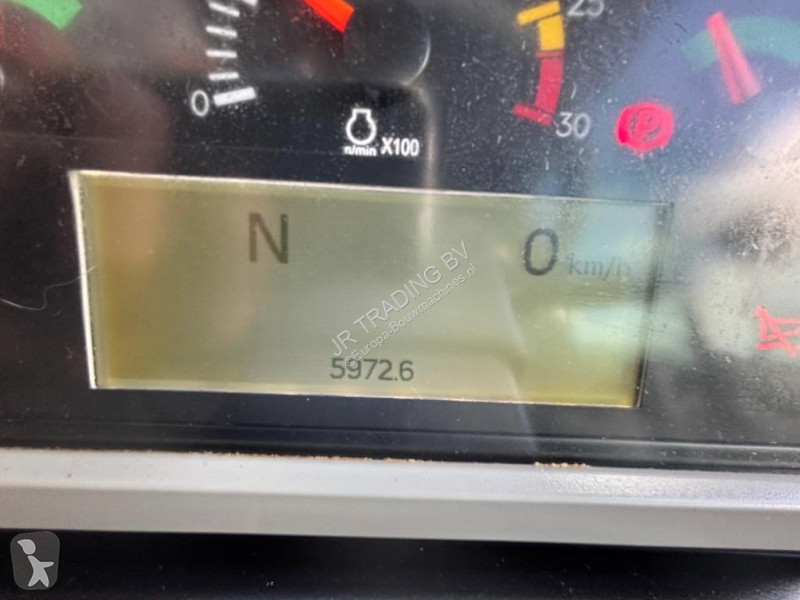 25
0
30
n/min X100
P
N 0 km/h
JR TRADING BV
©Europa-Bouwmachines.nl
5972.6